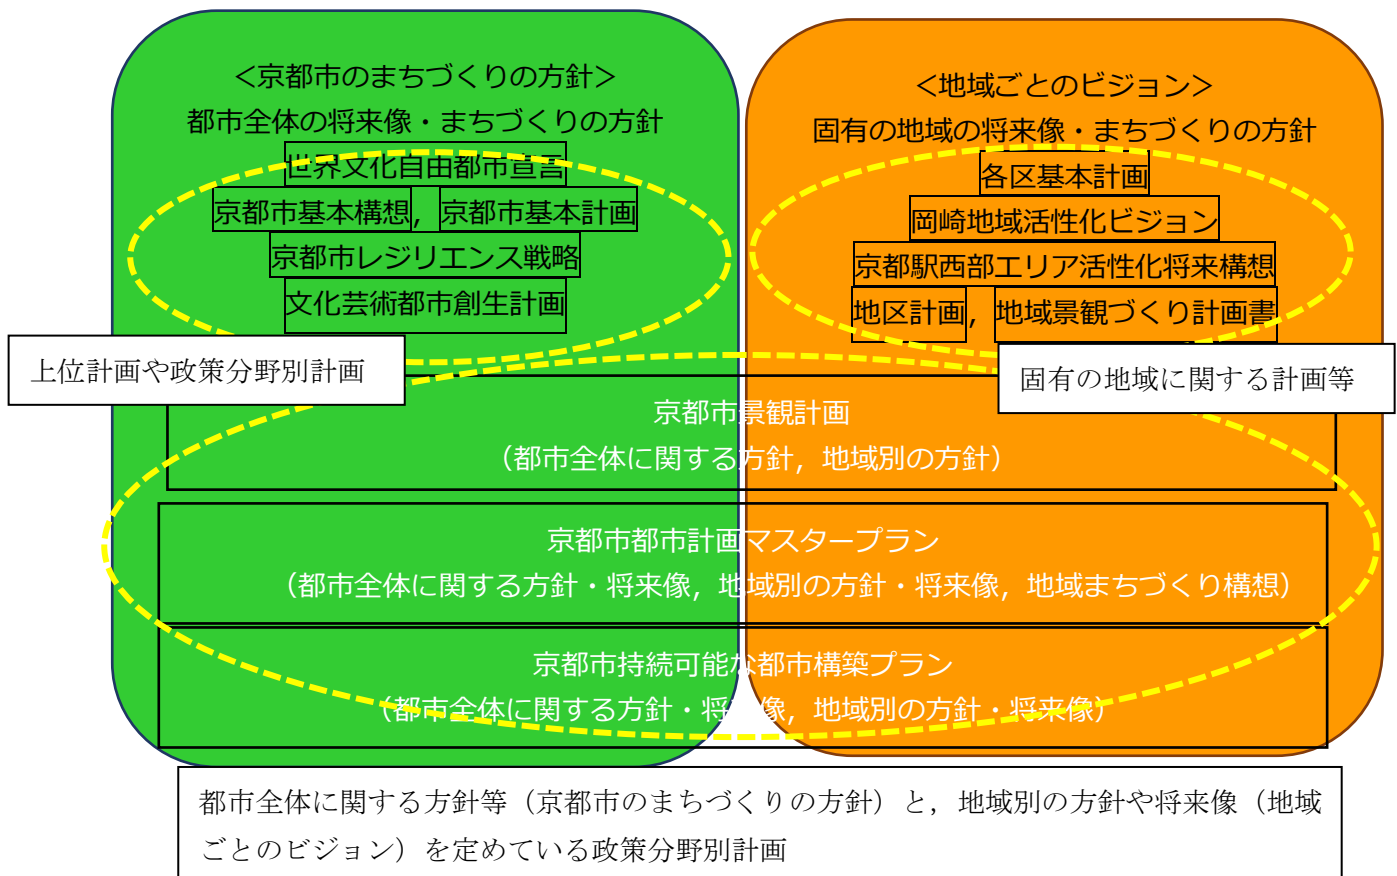 <京都市のまちづくりの方針>
都市全体の将来像・まちづくりの方針
世界文化自由都市宣言
京都市基本構想，京都市基本計画
京都市レジリエンス戦略
文化芸術都市創生計画
上位計画や政策分野別計画
<地域ごとのビジョン>
固有の地域の将来像・まちづくりの方針
各区基本計画
岡崎地域活性化ビジョン
京都駅西部エリア活性化将来構想
地区計画，地域景観づくり計画書
固有の地域に関する計画等
京都市景観計画
（都市全体に関する方針，地域別の方針）
京都市都市計画マスタープラン
（都市全体に関する方針・将来像，地域別の方針・将来像，地域まちづくり構想）
京都市持続可能な都市構築プラン
（都市全体に関する方針・将来像，地域別の方針・将来像）
都市全体に関する方針等（京都市のまちづくりの方針）と，地域別の方針や将来像（地域
ごとのビジョン）を定めている政策分野別計画